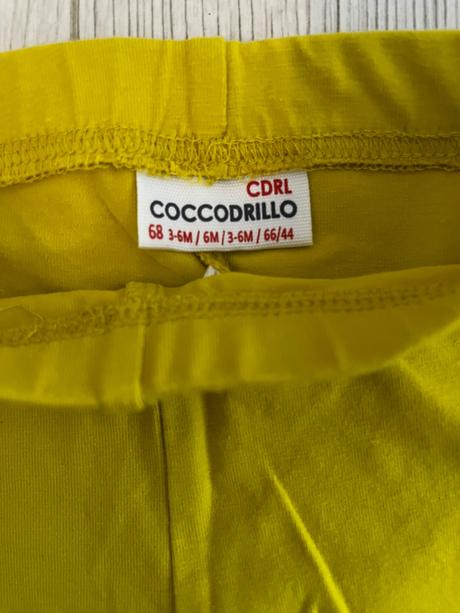 CDRL
COCCODRILLO
68 3-6M / 6M / 3-6M / 66/44